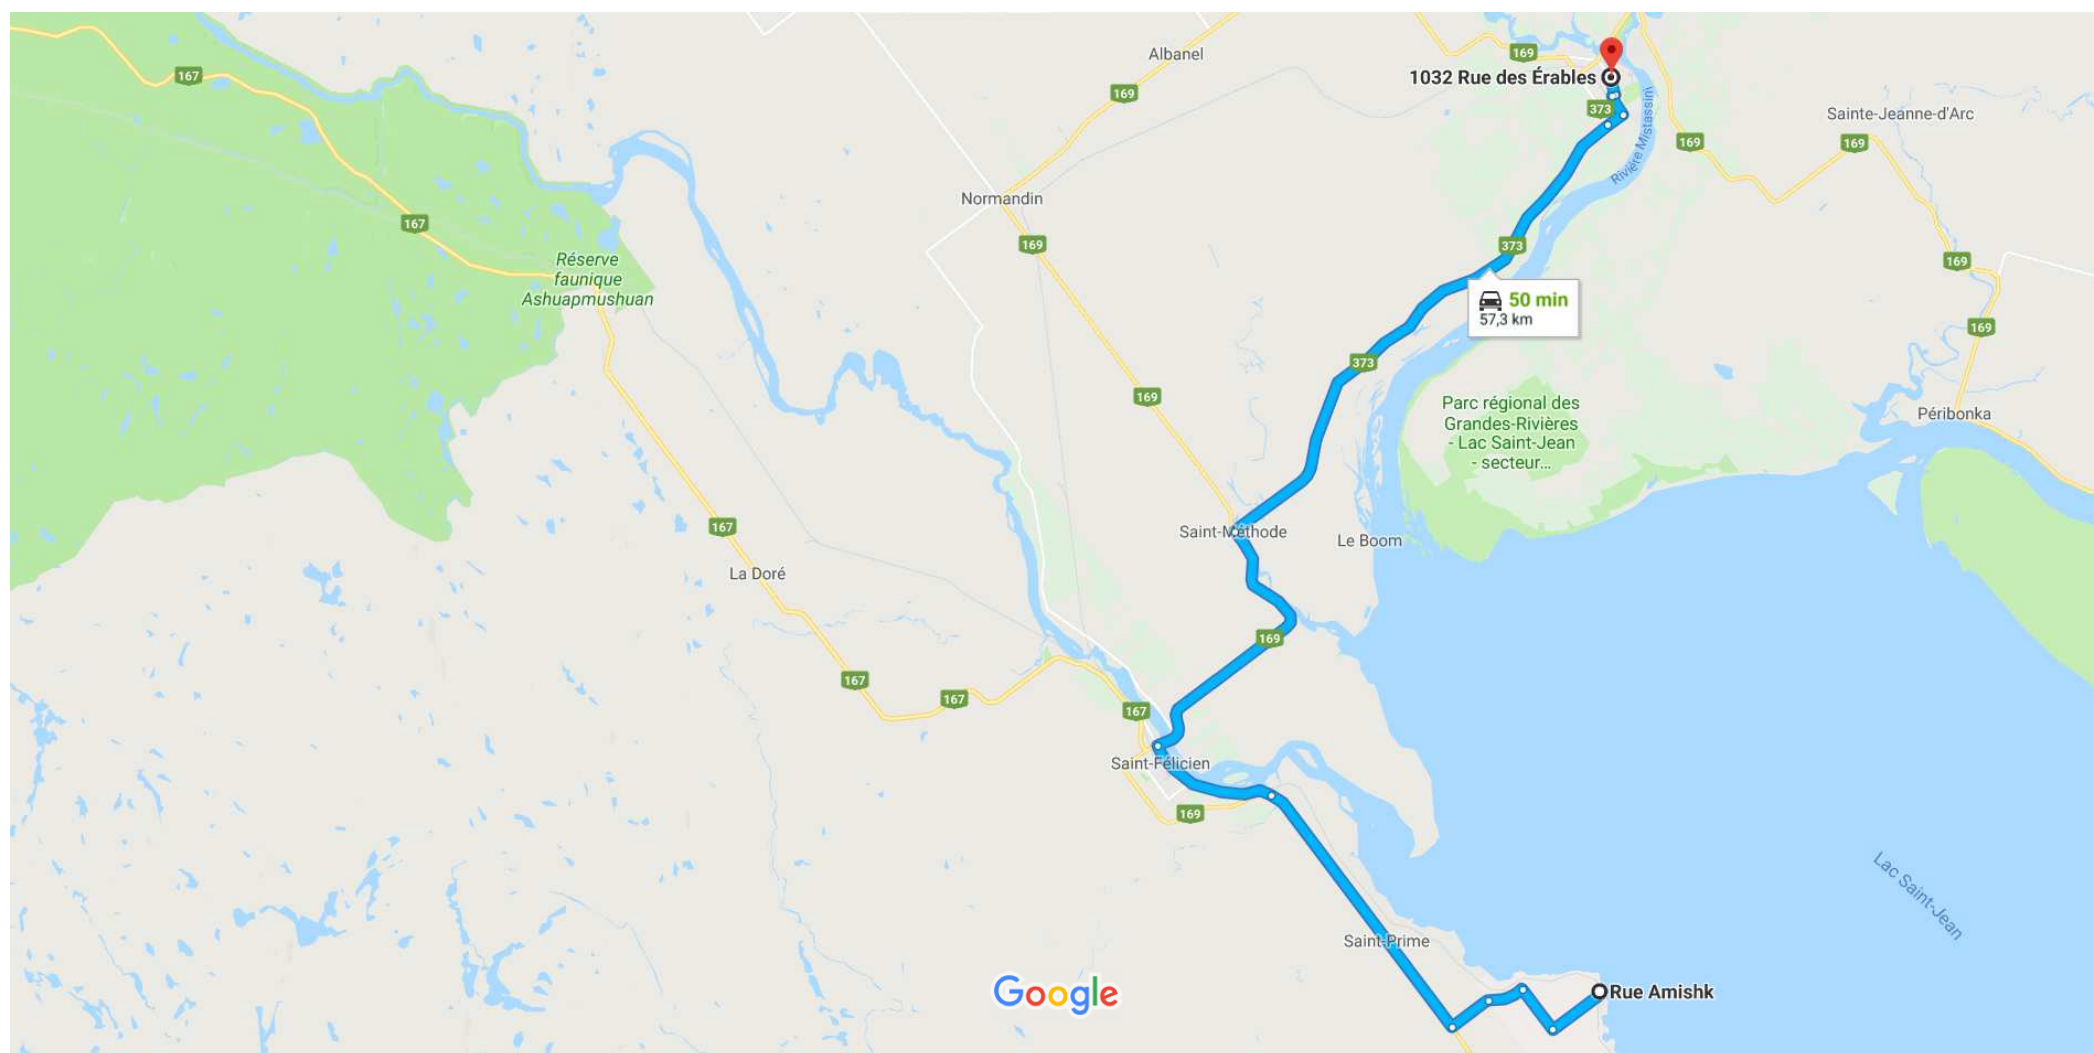 Albanel
169
1032 Rue des Érables
167
169
373
Rivière Mistassini
Sainte-Jeanne-d'Arc
169
169
Normandin
167
169
373
169
Réserve
faunique
Ashuapmushuan
50 min
57,3 km
169
373
169
Parc régional des
Grandes-Rivières
- Lac Saint-Jean
- secteur...
Péribonka
167
Saint-Méthode
Le Boom
La Doré
169
167
167
167
Saint-Félicien
169
Lac Saint-Jean
Saint-Prime
Google
Rue Amishk